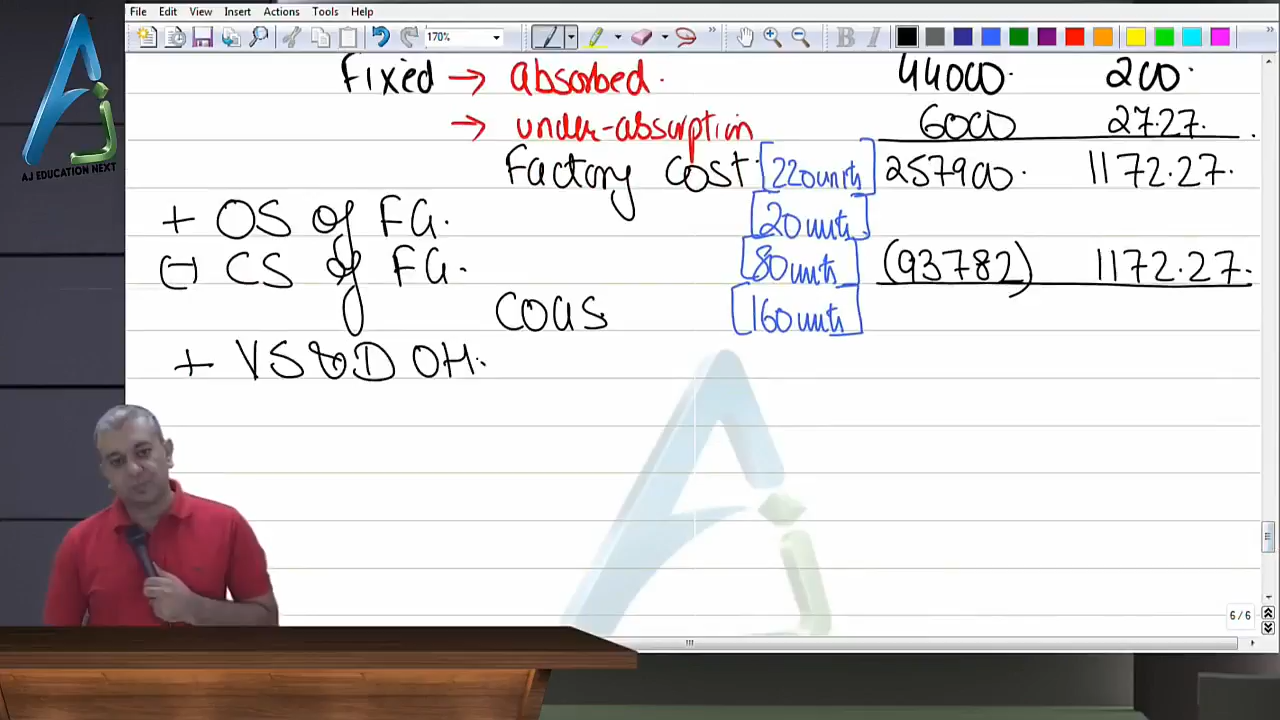 File Edit View Insert Actions Tools Help
170%
Fixed → absorbed. 44000. 200.
→ under-absorption 6000 27.27.
Factory cost. [220 units] 257900. 1172.27.
+ OS of FG. [20 units]
(-) CS of FG. [80 units] (93782) 1172.27.
COGS [160 units]
+ VS&D OH.
AJ EDUCATION NEXT
6 / 6